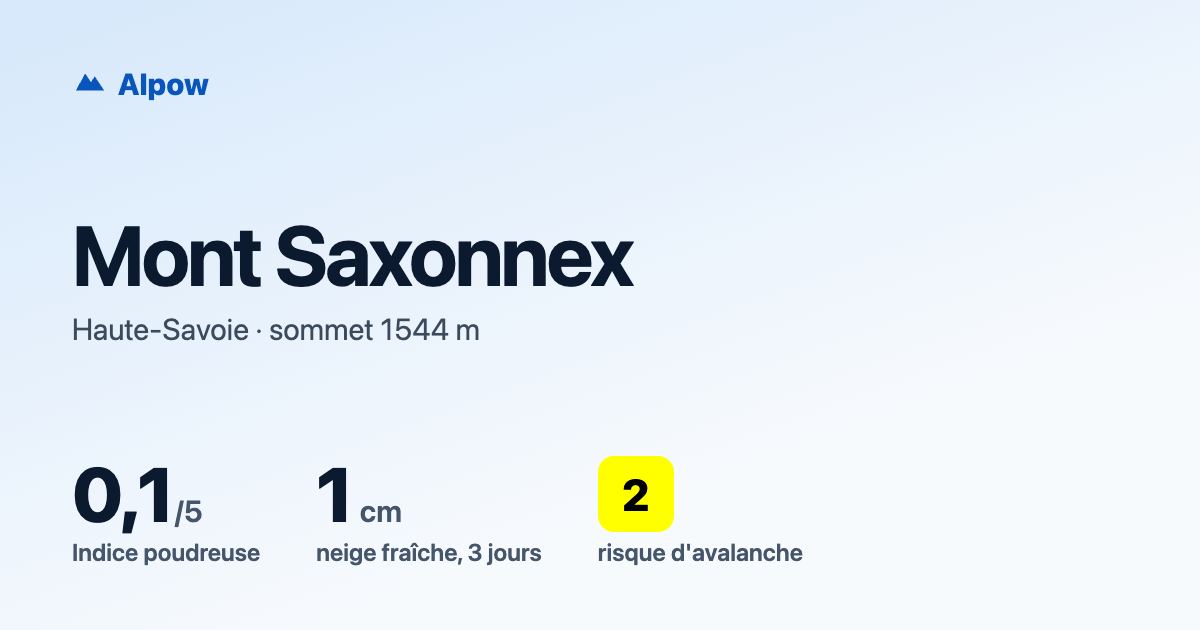 Alpow
Mont Saxonnex
Haute-Savoie · sommet 1544 m
0,1/5
Indice poudreuse
1 cm
neige fraîche, 3 jours
2
risque d'avalanche